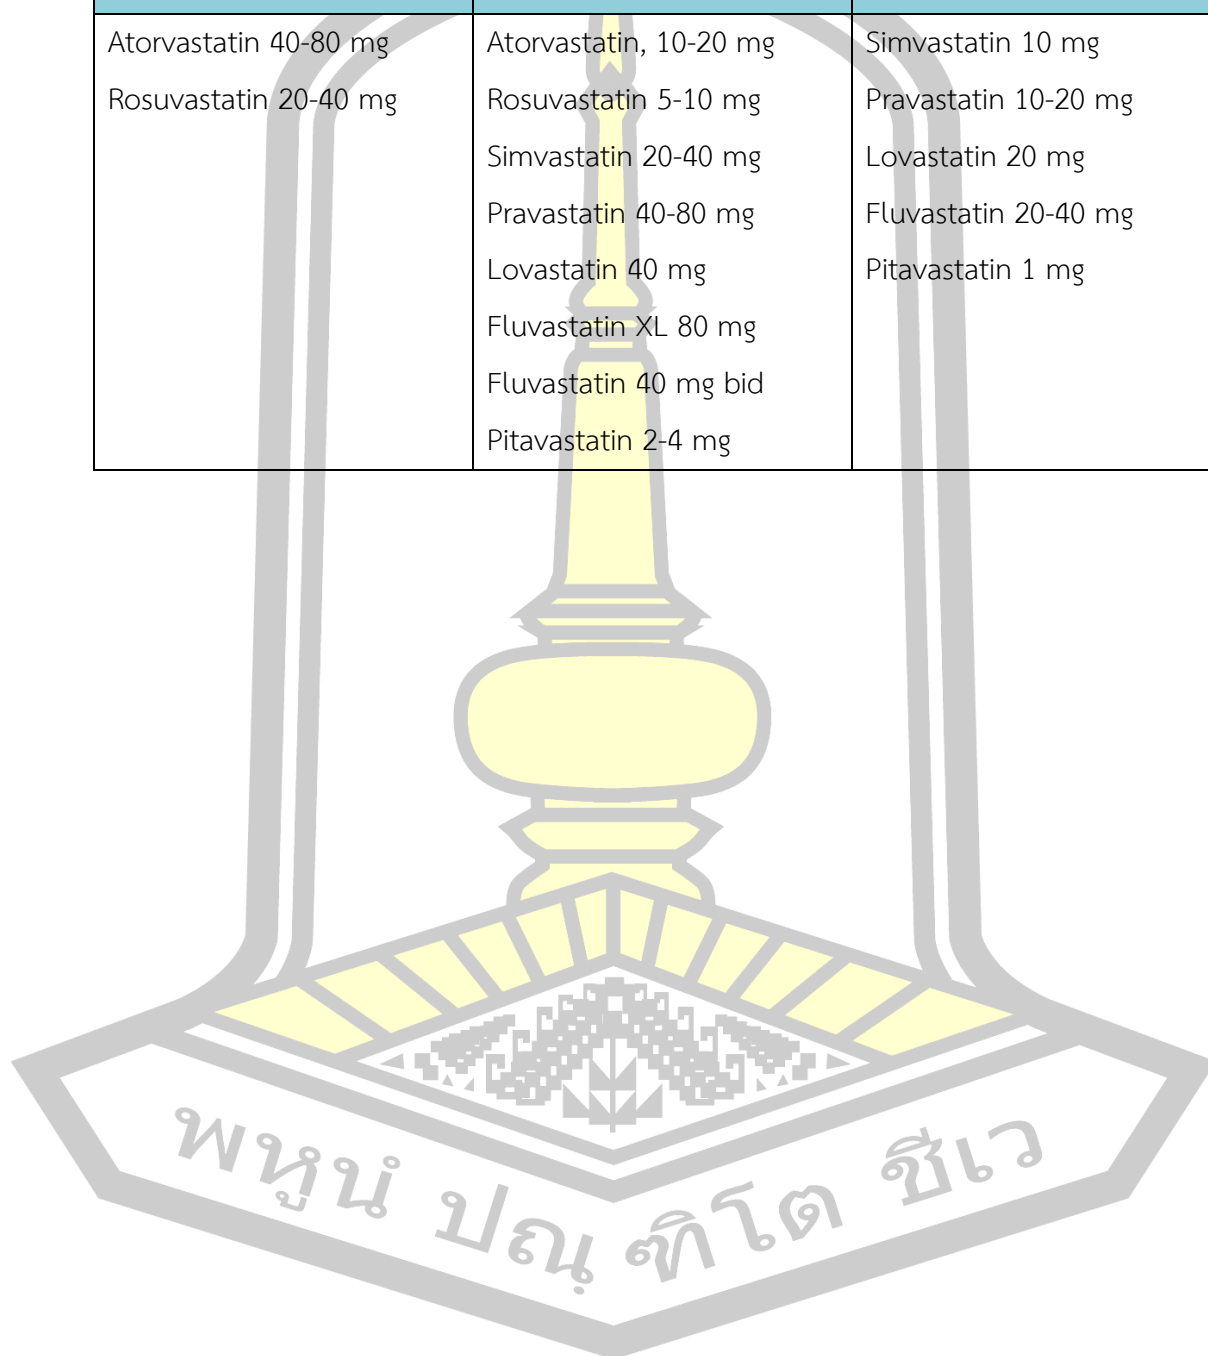 Atorvastatin 40-80 mg
Rosuvastatin 20-40 mg
Atorvastatin, 10-20 mg
Rosuvastatin 5-10 mg
Simvastatin 20-40 mg
Pravastatin 40-80 mg
Lovastatin 40 mg
Fluvastatin XL 80 mg
Fluvastatin 40 mg bid
Pitavastatin 2-4 mg
Simvastatin 10 mg
Pravastatin 10-20 mg
Lovastatin 20 mg
Fluvastatin 20-40 mg
Pitavastatin 1 mg
พหูนํ ปณฺฑิโต ชีเว